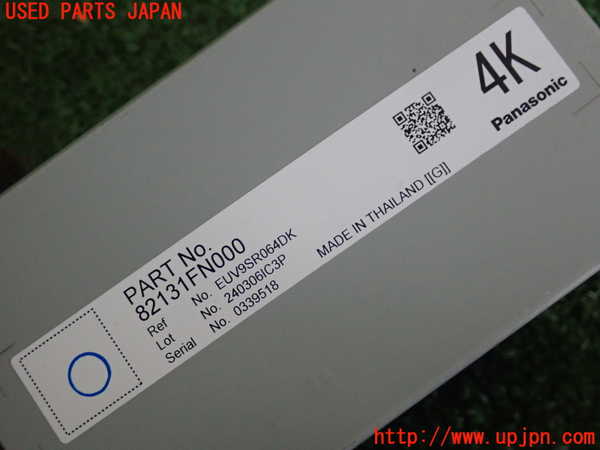 USED PARTS JAPAN
4K
Panasonic
PART No.
82131FN000
Ref No. EUV9SR064DK
Lot No. 240306IC3P
Serial No. 0339518
MADE IN THAILAND [[G]]
http://www.upjpn.com/